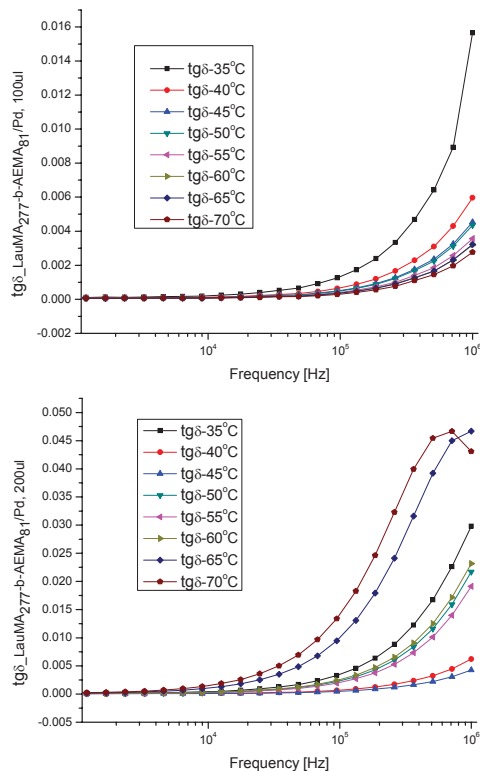 0.016
0.014
0.012
0.010
0.008
0.006
0.004
0.002
0.000
-0.002
tgδ_LauMA277-b-AEMA81/Pd, 100ul
tgδ-35°C
tgδ-40°C
tgδ-45°C
tgδ-50°C
tgδ-55°C
tgδ-60°C
tgδ-65°C
tgδ-70°C
10^4
10^5
10^6
Frequency [Hz]
0.050
0.045
0.040
0.035
0.030
0.025
0.020
0.015
0.010
0.005
0.000
-0.005
tgδ_LauMA277-b-AEMA81/Pd, 200ul
tgδ-35°C
tgδ-40°C
tgδ-45°C
tgδ-50°C
tgδ-55°C
tgδ-60°C
tgδ-65°C
tgδ-70°C
10^4
10^5
10^6
Frequency [Hz]